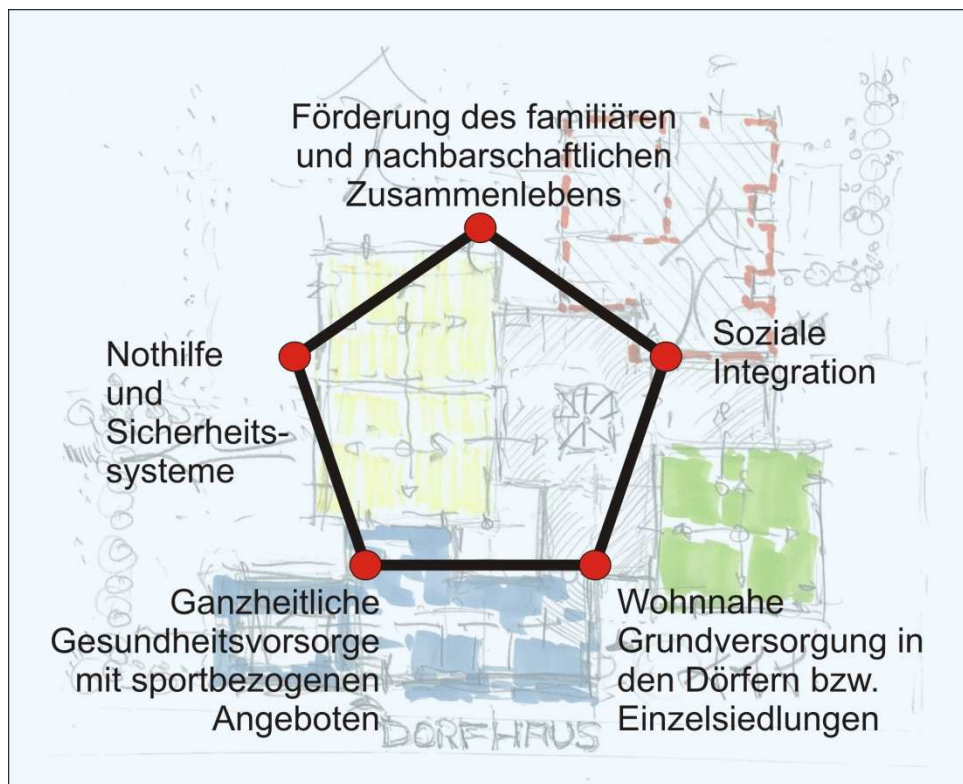 Förderung des familiären
und nachbarschaftlichen
Zusammenlebens
Soziale
Integration
Nothilfe
und
Sicherheits-
systeme
Ganzheitliche
Gesundheitsvorsorge
mit sportbezogenen
Angeboten
Wohnnahe
Grundversorgung in
den Dörfern bzw.
Einzelsiedlungen
DORFHAUS